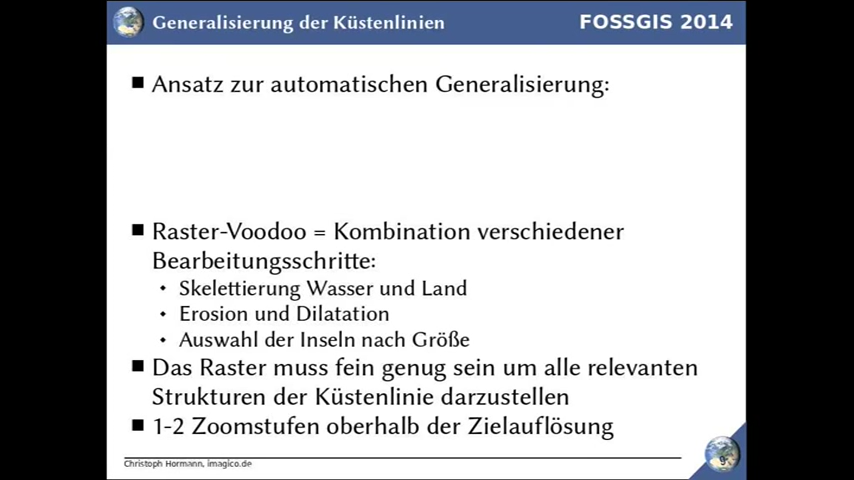 Generalisierung der Küstenlinien
FOSSGIS 2014
Ansatz zur automatischen Generalisierung:
Raster-Voodoo = Kombination verschiedener
Bearbeitungsschritte:
Skelettierung Wasser und Land
Erosion und Dilatation
Auswahl der Inseln nach Größe
Das Raster muss fein genug sein um alle relevanten
Strukturen der Küstenlinie darzustellen
1-2 Zoomstufen oberhalb der Zielauflösung
Christoph Hormann, imagico.de
9